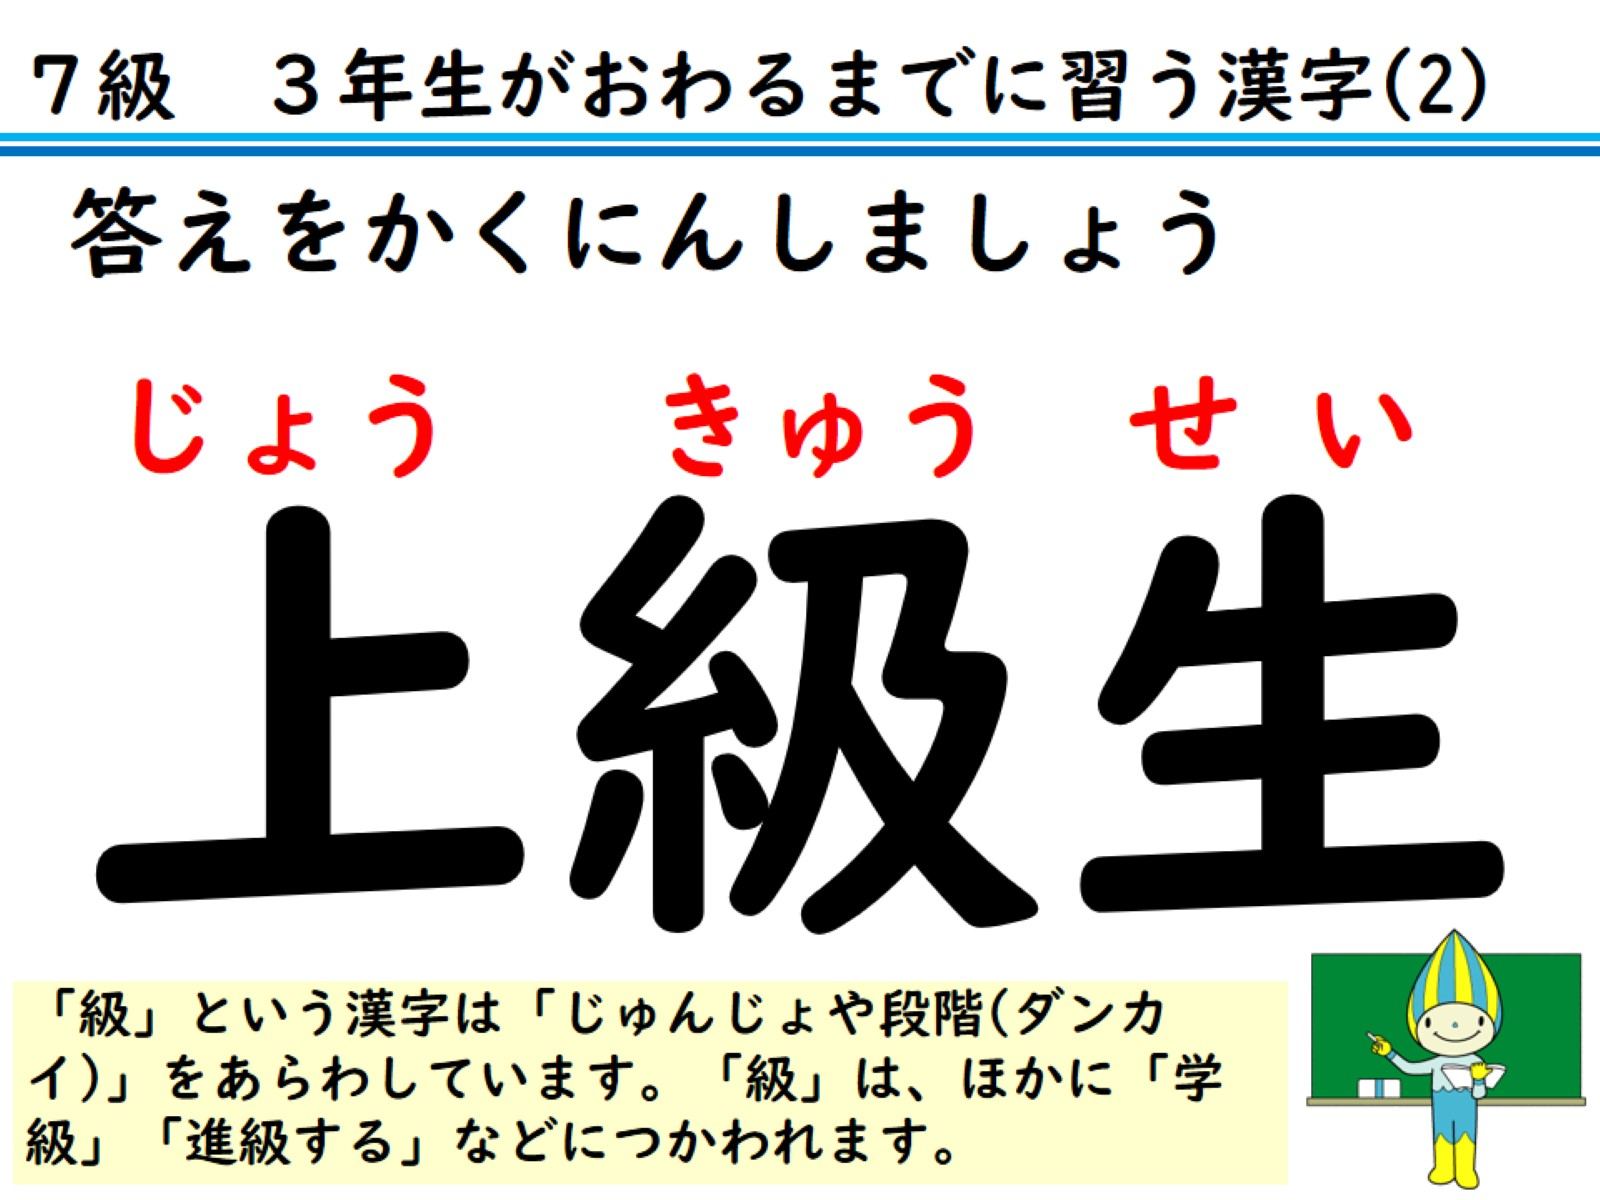 ７級　３年生がおわるまでに習う漢字(2)
答えをかくにんしましょう
じょう　きゅう　せい
上級生
「級」という漢字は「じゅんじょや段階(ダンカ
イ)」をあらわしています。「級」は、ほかに「学
級」「進級する」などにつかわれます。